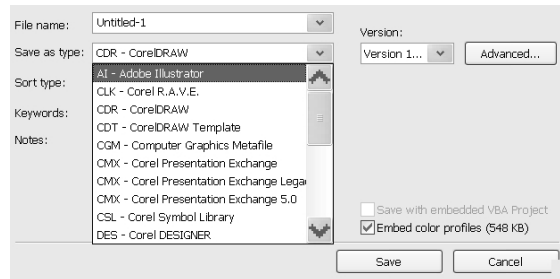 File name:
Untitled-1
Save as type:
CDR - CorelDRAW
Sort type:
Keywords:
Notes:
AI - Adobe Illustrator
CLK - Corel R.A.V.E.
CDR - CorelDRAW
CDT - CorelDRAW Template
CGM - Computer Graphics Metafile
CMX - Corel Presentation Exchange
CMX - Corel Presentation Exchange Lega
CMX - Corel Presentation Exchange 5.0
CSL - Corel Symbol Library
DES - Corel DESIGNER
Version:
Version 1...
Advanced...
Save with embedded VBA Project
Embed color profiles (548 KB)
Save
Cancel